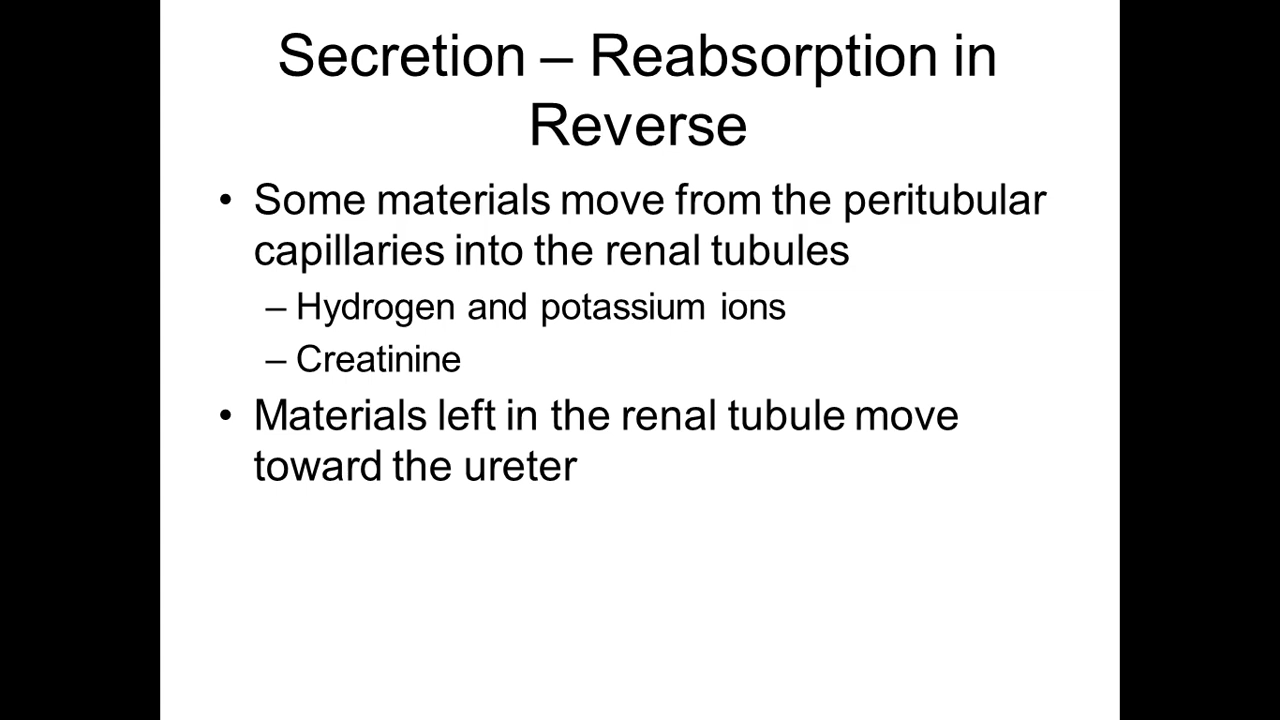 Secretion – Reabsorption in
Reverse
• Some materials move from the peritubular
capillaries into the renal tubules
– Hydrogen and potassium ions
– Creatinine
• Materials left in the renal tubule move
toward the ureter